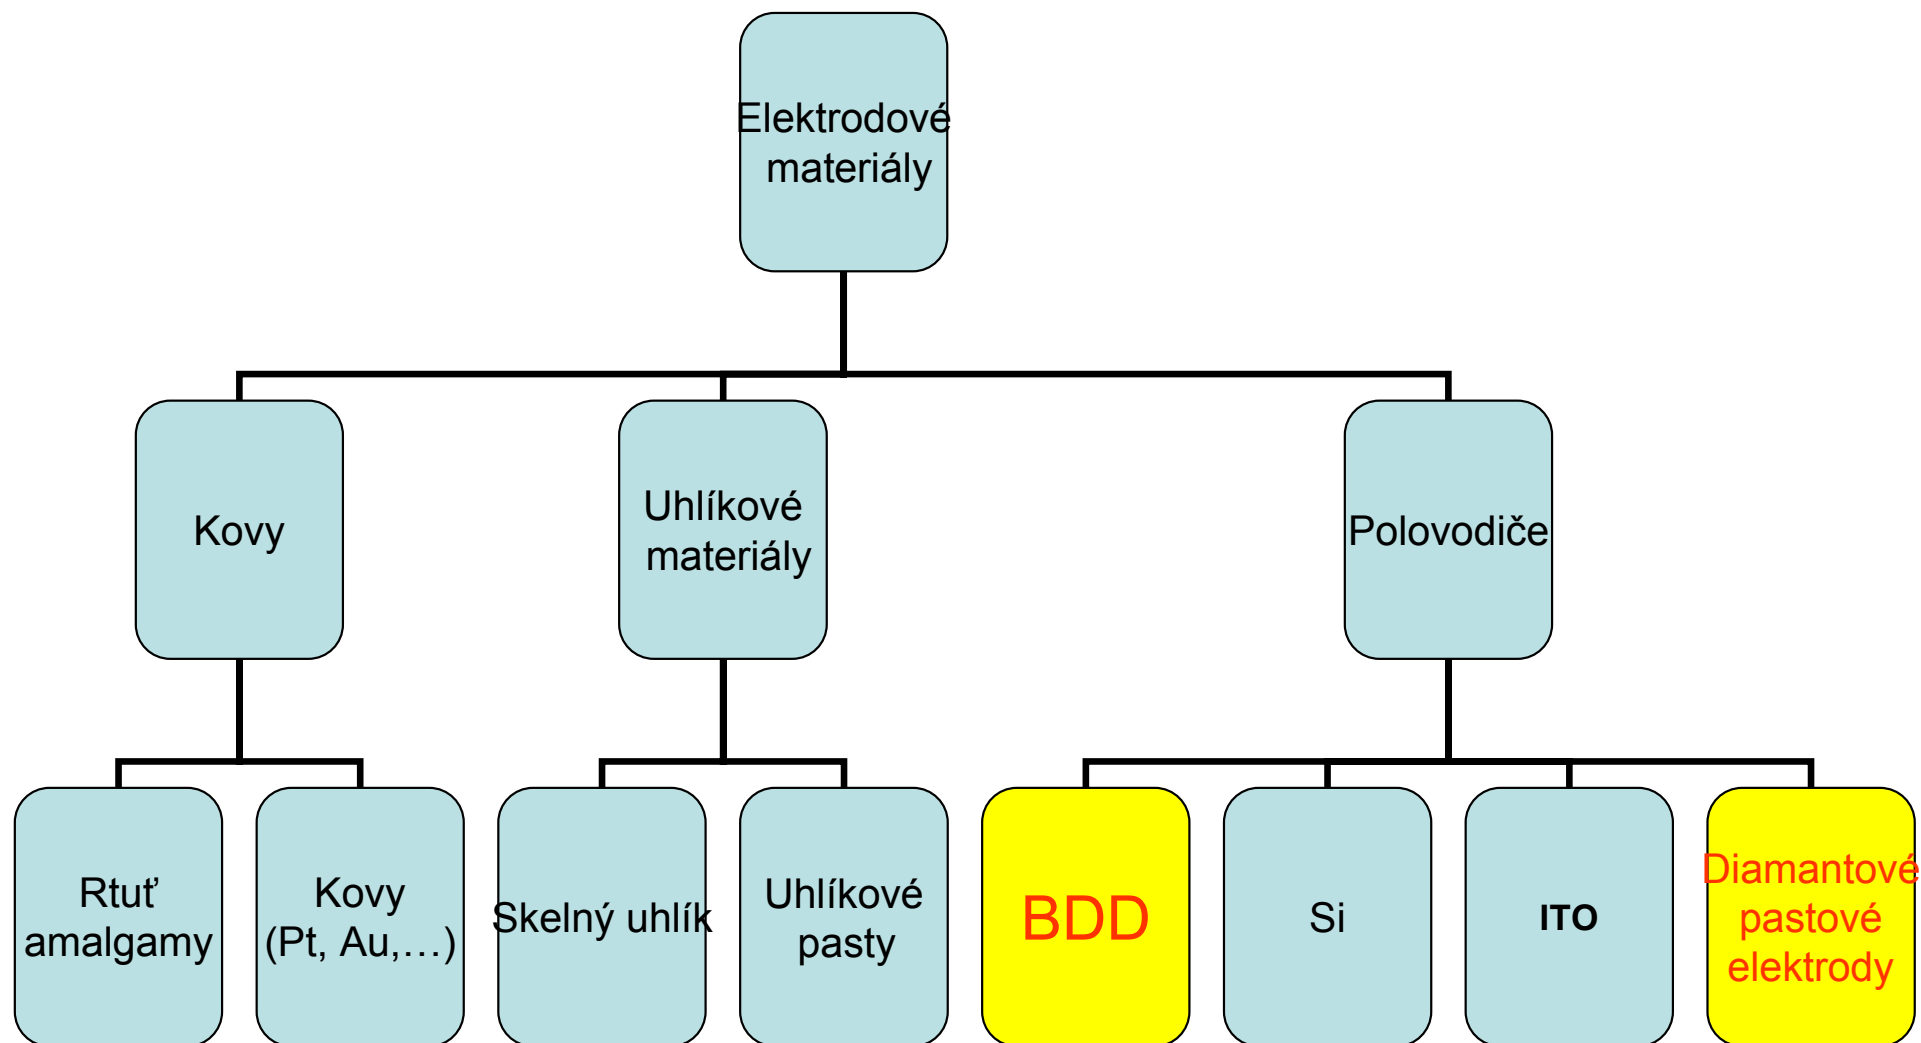 Elektrodové
materiály
Kovy
Uhlíkové
materiály
Polovodiče
Rtuť
amalgamy
Kovy
(Pt, Au,…)
Skelný uhlík
Uhlíkové
pasty
BDD
Si
ITO
Diamantové
pastové
elektrody